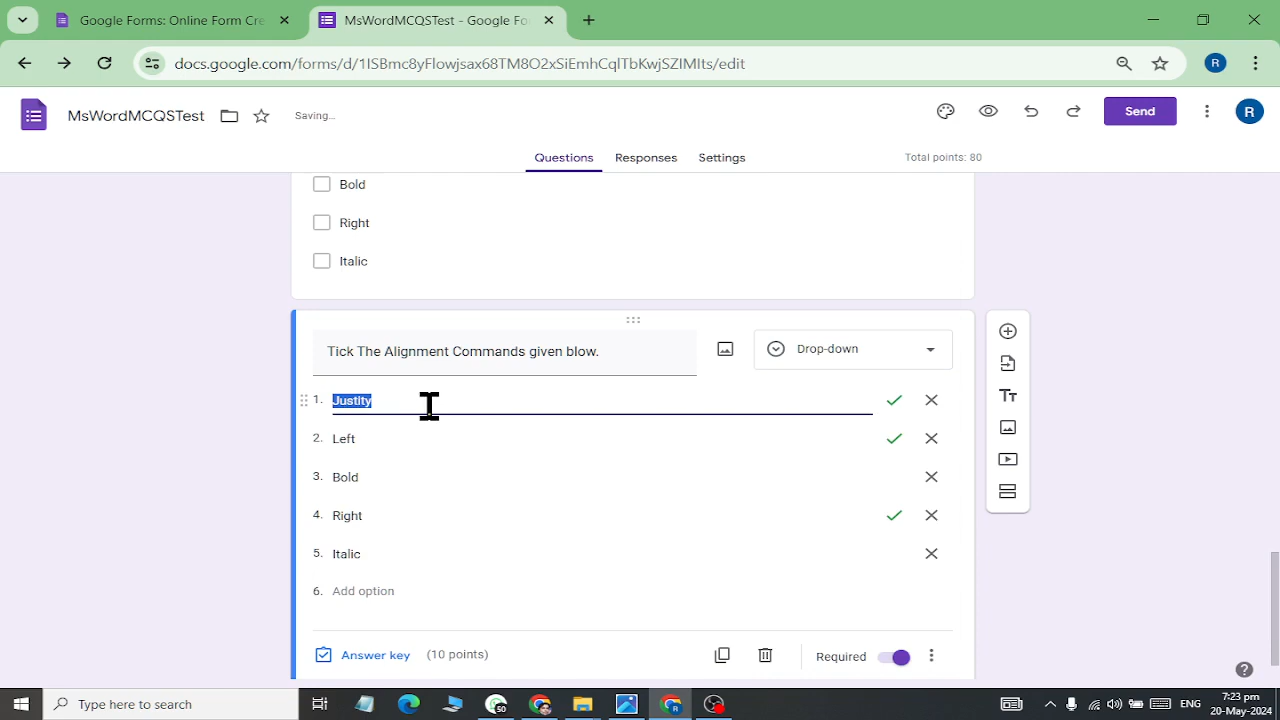 Google Forms: Online Form Cre
MsWordMCQSTest - Google Fo
docs.google.com/forms/d/1ISBmc8yFlowjsax68TM8O2xSiEmhCqlTbKwjSZIMIts/edit
R
MsWordMCQSTest
Saving...
Send
R
Questions
Responses
Settings
Total points: 80
Bold
Right
Italic
Tick The Alignment Commands given blow.
Drop-down
1. Justity
2. Left
3. Bold
4. Right
5. Italic
6. Add option
Answer key
(10 points)
Required
Type here to search
ENG
7:23 pm
20-May-2024